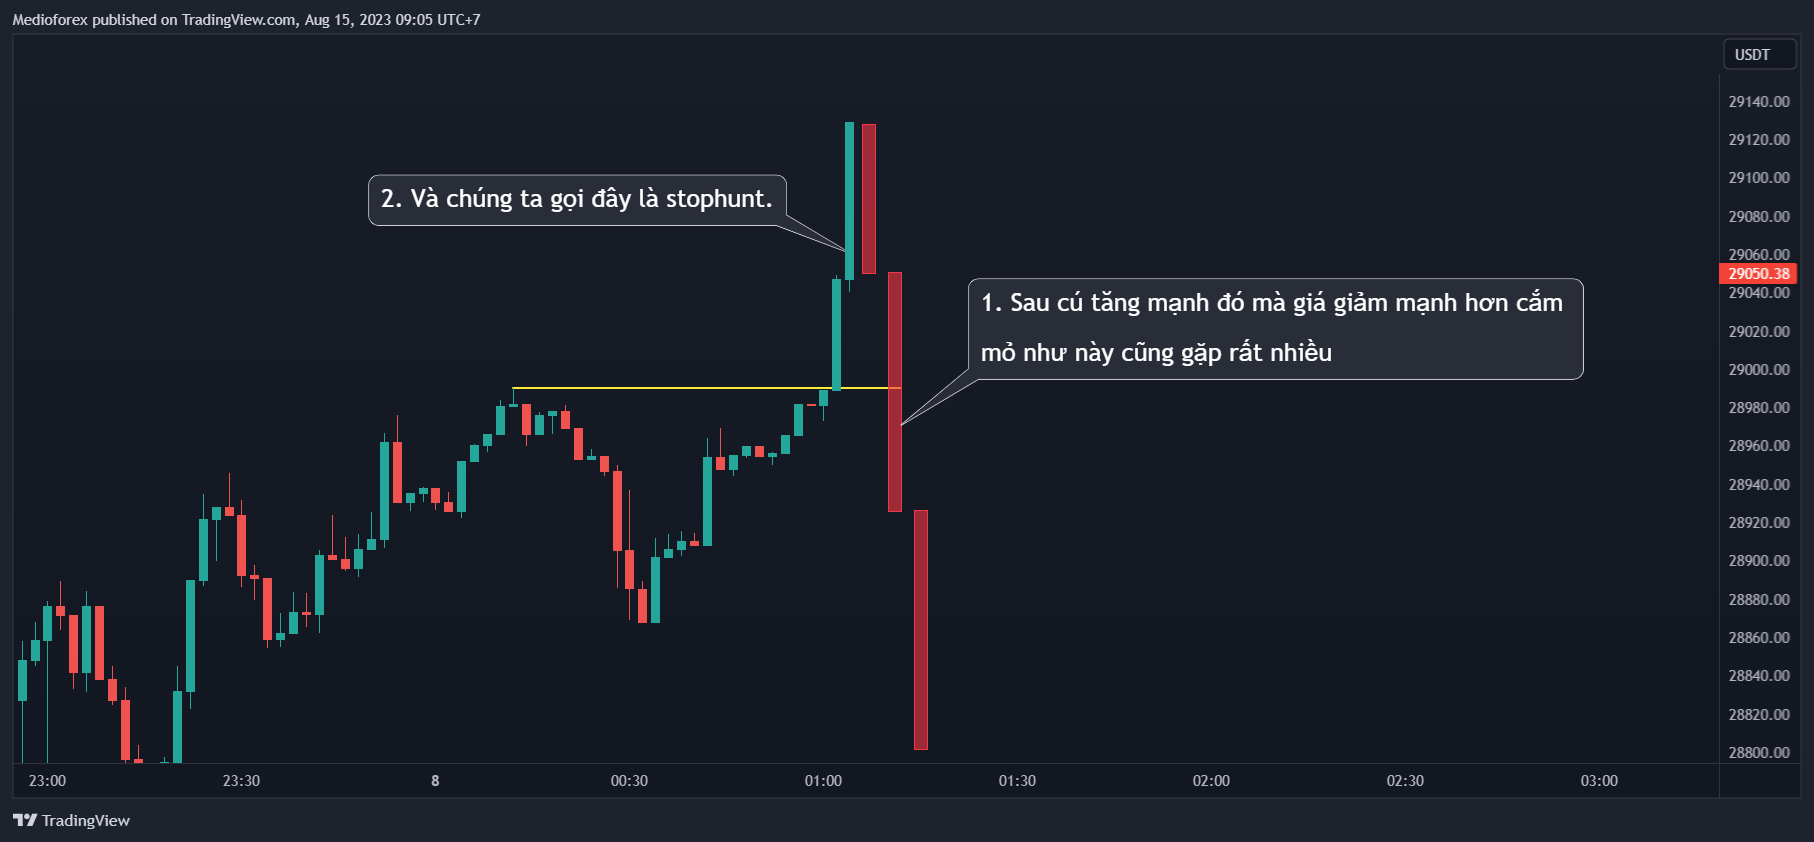 Medioforex published on TradingView.com, Aug 15, 2023 09:05 UTC+7
USDT
29140.00
29120.00
29100.00
29080.00
29060.00
29050.38
29040.00
29020.00
29000.00
28980.00
28960.00
28940.00
28920.00
28900.00
28880.00
28860.00
28840.00
28820.00
28800.00
2. Và chúng ta gọi đây là stophunt.
1. Sau cú tăng mạnh đó mà giá giảm mạnh hơn cắm
mỏ như này cũng gặp rất nhiều
23:00 23:30 8 00:30 01:00 01:30 02:00 02:30 03:00
TradingView